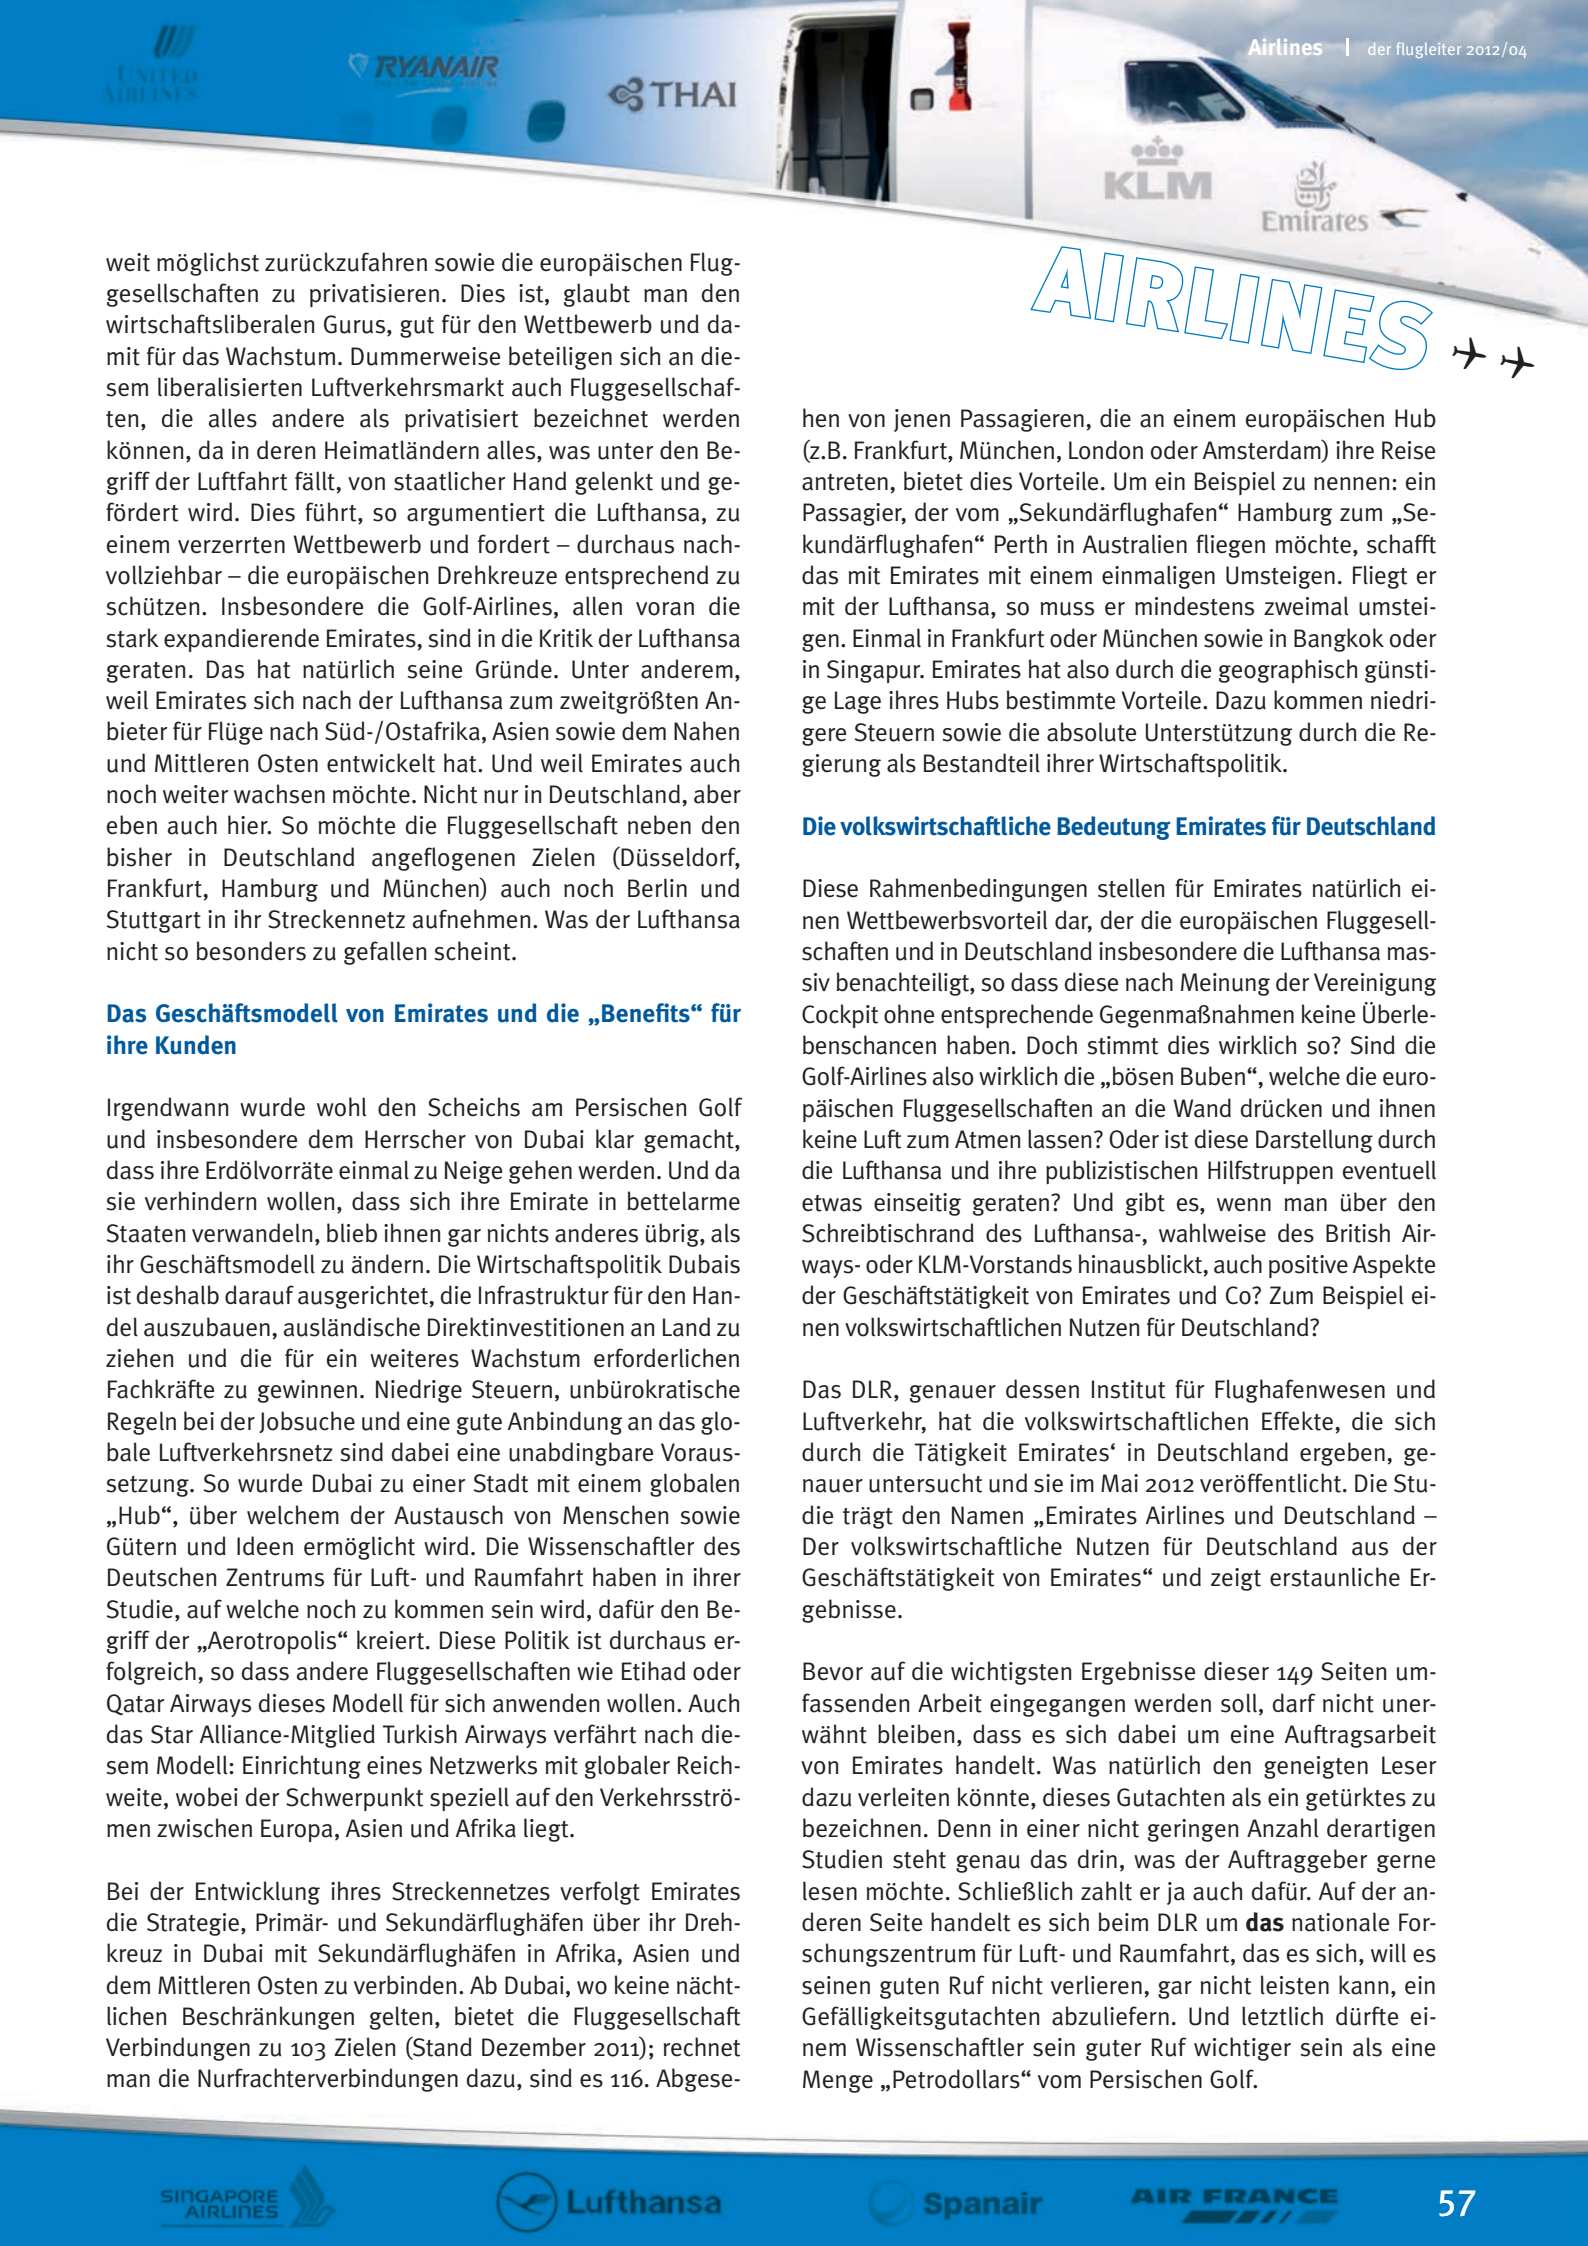 UNITED
AIRLINES
RYANAIR
THAI
KLM
Emirates
Airlines | der flugleiter 2012/04
AIRLINES
weit möglichst zurückzufahren sowie die europäischen Flug-
gesellschaften zu privatisieren. Dies ist, glaubt man den
wirtschaftsliberalen Gurus, gut für den Wettbewerb und da-
mit für das Wachstum. Dummerweise beteiligen sich an die-
sem liberalisierten Luftverkehrsmarkt auch Fluggesellschaf-
ten, die alles andere als privatisiert bezeichnet werden
können, da in deren Heimatländern alles, was unter den Be-
griff der Luftfahrt fällt, von staatlicher Hand gelenkt und ge-
fördert wird. Dies führt, so argumentiert die Lufthansa, zu
einem verzerrten Wettbewerb und fordert – durchaus nach-
vollziehbar – die europäischen Drehkreuze entsprechend zu
schützen. Insbesondere die Golf-Airlines, allen voran die
stark expandierende Emirates, sind in die Kritik der Lufthansa
geraten. Das hat natürlich seine Gründe. Unter anderem,
weil Emirates sich nach der Lufthansa zum zweitgrößten An-
bieter für Flüge nach Süd-/Ostafrika, Asien sowie dem Nahen
und Mittleren Osten entwickelt hat. Und weil Emirates auch
noch weiter wachsen möchte. Nicht nur in Deutschland, aber
eben auch hier. So möchte die Fluggesellschaft neben den
bisher in Deutschland angeflogenen Zielen (Düsseldorf,
Frankfurt, Hamburg und München) auch noch Berlin und
Stuttgart in ihr Streckennetz aufnehmen. Was der Lufthansa
nicht so besonders zu gefallen scheint.
Das Geschäftsmodell von Emirates und die „Benefits“ für
ihre Kunden
Irgendwann wurde wohl den Scheichs am Persischen Golf
und insbesondere dem Herrscher von Dubai klar gemacht,
dass ihre Erdölvorräte einmal zu Neige gehen werden. Und da
sie verhindern wollen, dass sich ihre Emirate in bettelarme
Staaten verwandeln, blieb ihnen gar nichts anderes übrig, als
ihr Geschäftsmodell zu ändern. Die Wirtschaftspolitik Dubais
ist deshalb darauf ausgerichtet, die Infrastruktur für den Han-
del auszubauen, ausländische Direktinvestitionen an Land zu
ziehen und die für ein weiteres Wachstum erforderlichen
Fachkräfte zu gewinnen. Niedrige Steuern, unbürokratische
Regeln bei der Jobsuche und eine gute Anbindung an das glo-
bale Luftverkehrsnetz sind dabei eine unabdingbare Voraus-
setzung. So wurde Dubai zu einer Stadt mit einem globalen
„Hub“, über welchem der Austausch von Menschen sowie
Gütern und Ideen ermöglicht wird. Die Wissenschaftler des
Deutschen Zentrums für Luft- und Raumfahrt haben in ihrer
Studie, auf welche noch zu kommen sein wird, dafür den Be-
griff der „Aerotropolis“ kreiert. Diese Politik ist durchaus er-
folgreich, so dass andere Fluggesellschaften wie Etihad oder
Qatar Airways dieses Modell für sich anwenden wollen. Auch
das Star Alliance-Mitglied Turkish Airways verfährt nach die-
sem Modell: Einrichtung eines Netzwerks mit globaler Reich-
weite, wobei der Schwerpunkt speziell auf den Verkehrsströ-
men zwischen Europa, Asien und Afrika liegt.
Bei der Entwicklung ihres Streckennetzes verfolgt Emirates
die Strategie, Primär- und Sekundärflughäfen über ihr Dreh-
kreuz in Dubai mit Sekundärflughäfen in Afrika, Asien und
dem Mittleren Osten zu verbinden. Ab Dubai, wo keine nächt-
lichen Beschränkungen gelten, bietet die Fluggesellschaft
Verbindungen zu 103 Zielen (Stand Dezember 2011); rechnet
man die Nurfrachterverbindungen dazu, sind es 116. Abgese-
hen von jenen Passagieren, die an einem europäischen Hub
(z.B. Frankfurt, München, London oder Amsterdam) ihre Reise
antreten, bietet dies Vorteile. Um ein Beispiel zu nennen: ein
Passagier, der vom „Sekundärflughafen“ Hamburg zum „Se-
kundärflughafen“ Perth in Australien fliegen möchte, schafft
das mit Emirates mit einem einmaligen Umsteigen. Fliegt er
mit der Lufthansa, so muss er mindestens zweimal umstei-
gen. Einmal in Frankfurt oder München sowie in Bangkok oder
in Singapur. Emirates hat also durch die geographisch günsti-
ge Lage ihres Hubs bestimmte Vorteile. Dazu kommen niedri-
gere Steuern sowie die absolute Unterstützung durch die Re-
gierung als Bestandteil ihrer Wirtschaftspolitik.
Die volkswirtschaftliche Bedeutung Emirates für Deutschland
Diese Rahmenbedingungen stellen für Emirates natürlich ei-
nen Wettbewerbsvorteil dar, der die europäischen Fluggesell-
schaften und in Deutschland insbesondere die Lufthansa mas-
siv benachteiligt, so dass diese nach Meinung der Vereinigung
Cockpit ohne entsprechende Gegenmaßnahmen keine Überle-
benschancen haben. Doch stimmt dies wirklich so? Sind die
Golf-Airlines also wirklich die „bösen Buben“, welche die euro-
päischen Fluggesellschaften an die Wand drücken und ihnen
keine Luft zum Atmen lassen? Oder ist diese Darstellung durch
die Lufthansa und ihre publizistischen Hilfstruppen eventuell
etwas einseitig geraten? Und gibt es, wenn man über den
Schreibtischrand des Lufthansa-, wahlweise des British Air-
ways- oder KLM-Vorstands hinausblickt, auch positive Aspekte
der Geschäftstätigkeit von Emirates und Co? Zum Beispiel ei-
nen volkswirtschaftlichen Nutzen für Deutschland?
Das DLR, genauer dessen Institut für Flughafenwesen und
Luftverkehr, hat die volkswirtschaftlichen Effekte, die sich
durch die Tätigkeit Emirates‘ in Deutschland ergeben, ge-
nauer untersucht und sie im Mai 2012 veröffentlicht. Die Stu-
die trägt den Namen „Emirates Airlines und Deutschland –
Der volkswirtschaftliche Nutzen für Deutschland aus der
Geschäftstätigkeit von Emirates“ und zeigt erstaunliche Er-
gebnisse.
Bevor auf die wichtigsten Ergebnisse dieser 149 Seiten um-
fassenden Arbeit eingegangen werden soll, darf nicht uner-
wähnt bleiben, dass es sich dabei um eine Auftragsarbeit
von Emirates handelt. Was natürlich den geneigten Leser
dazu verleiten könnte, dieses Gutachten als ein getürktes zu
bezeichnen. Denn in einer nicht geringen Anzahl derartigen
Studien steht genau das drin, was der Auftraggeber gerne
lesen möchte. Schließlich zahlt er ja auch dafür. Auf der an-
deren Seite handelt es sich beim DLR um das nationale For-
schungszentrum für Luft- und Raumfahrt, das es sich, will es
seinen guten Ruf nicht verlieren, gar nicht leisten kann, ein
Gefälligkeitsgutachten abzuliefern. Und letztlich dürfte ei-
nem Wissenschaftler sein guter Ruf wichtiger sein als eine
Menge „Petrodollars“ vom Persischen Golf.
SINGAPORE
AIRLINES
Lufthansa
Spanair
AIR FRANCE
57